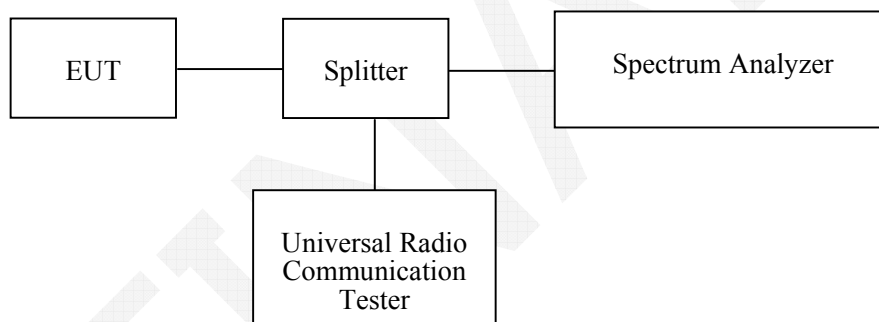 EUT
Splitter
Spectrum Analyzer
Universal Radio
Communication
Tester